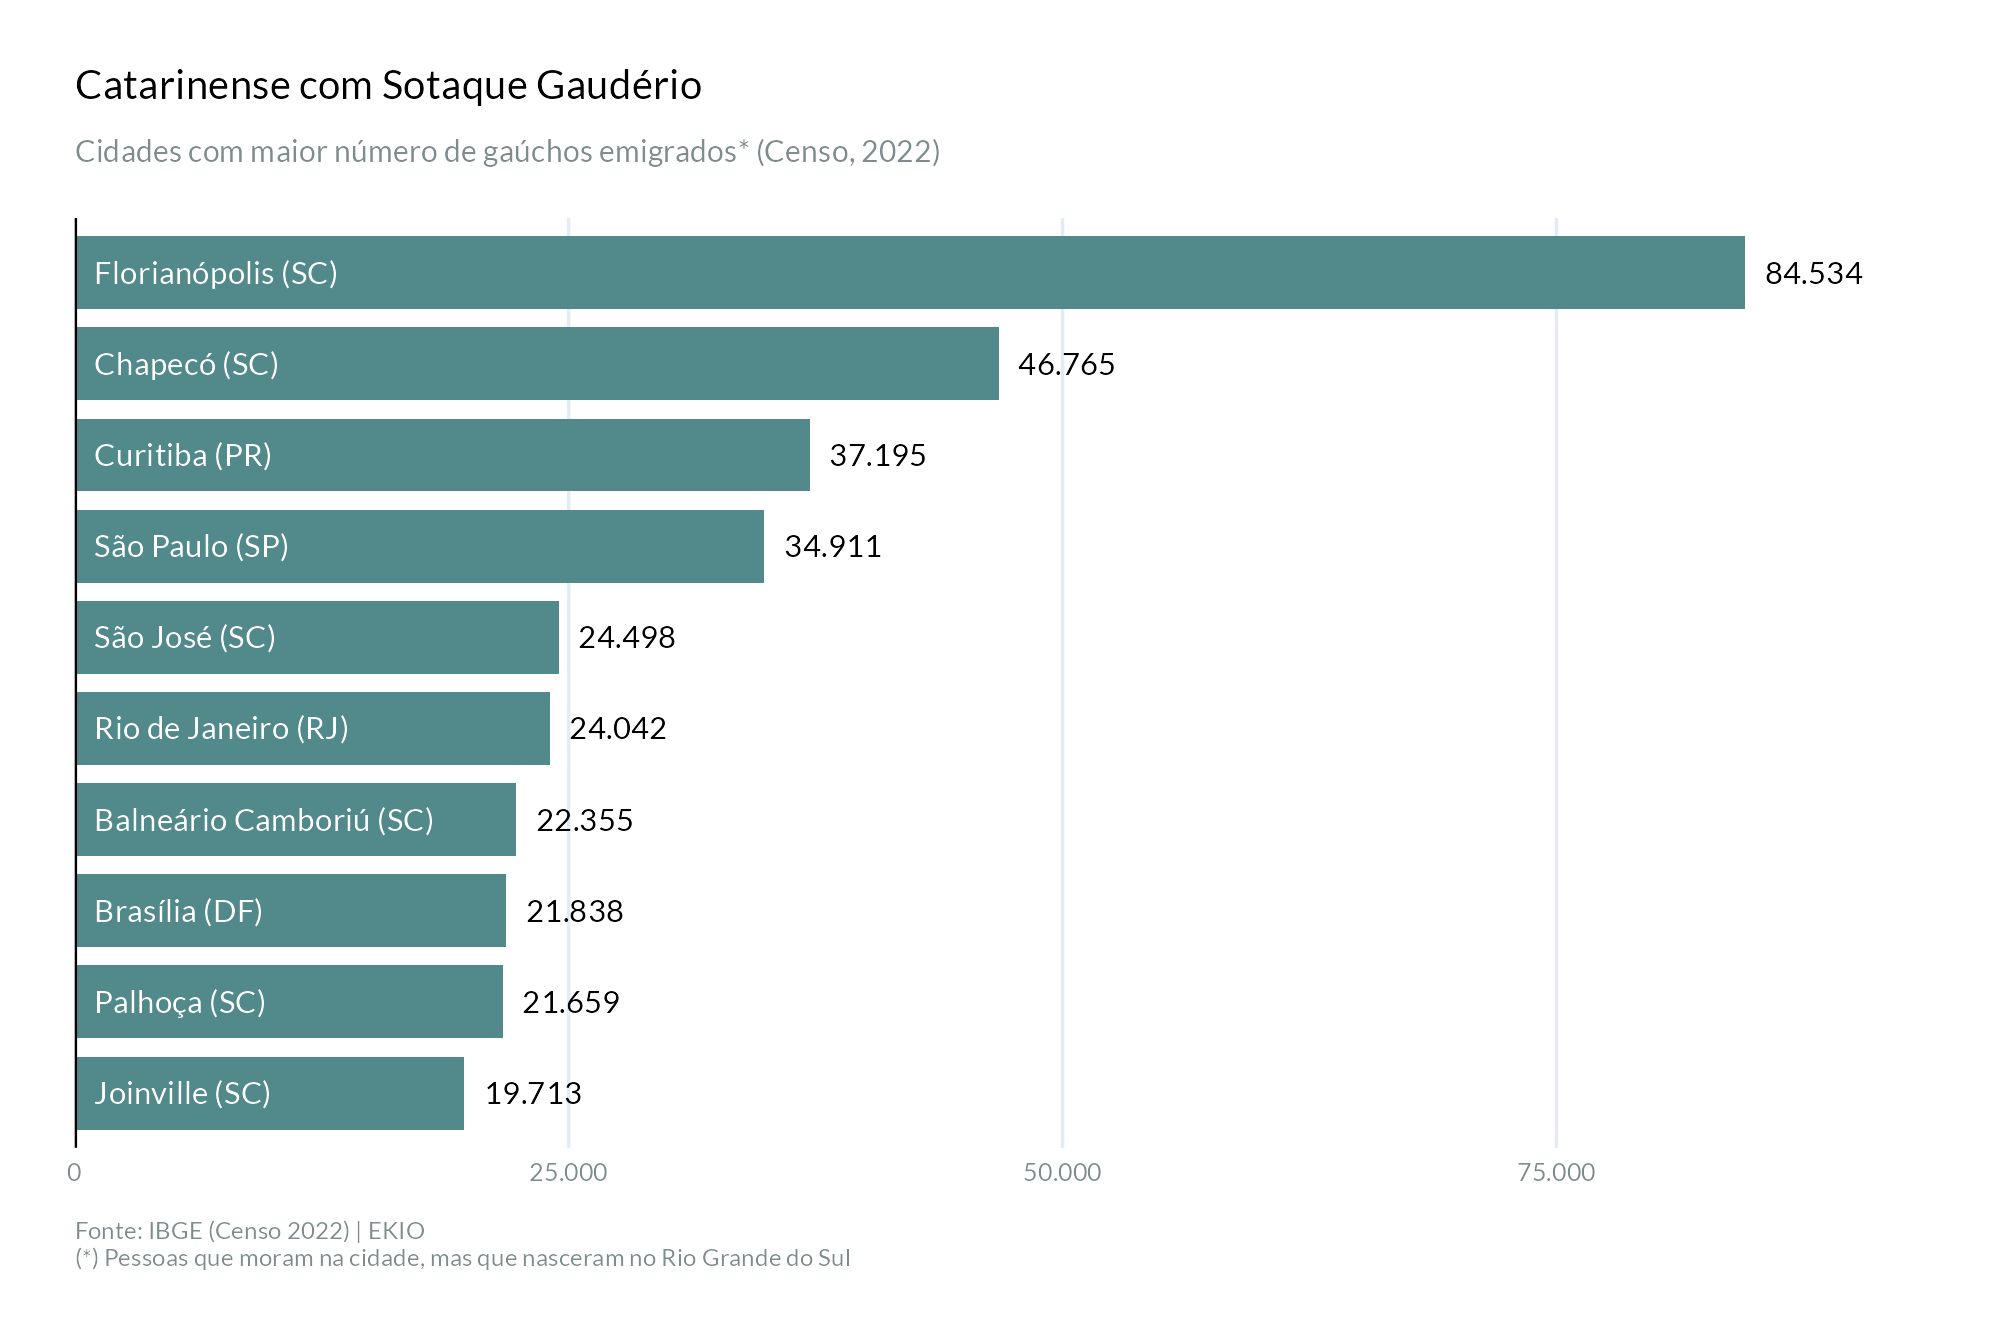 Catarinense com Sotaque Gaudério
Cidades com maior número de gaúchos emigrados* (Censo, 2022)
Florianópolis (SC) 84.534
Chapecó (SC) 46.765
Curitiba (PR) 37.195
São Paulo (SP) 34.911
São José (SC) 24.498
Rio de Janeiro (RJ) 24.042
Balneário Camboriú (SC) 22.355
Brasília (DF) 21.838
Palhoça (SC) 21.659
Joinville (SC) 19.713
0 25.000 50.000 75.000
Fonte: IBGE (Censo 2022) | EKIO
(*) Pessoas que moram na cidade, mas que nasceram no Rio Grande do Sul